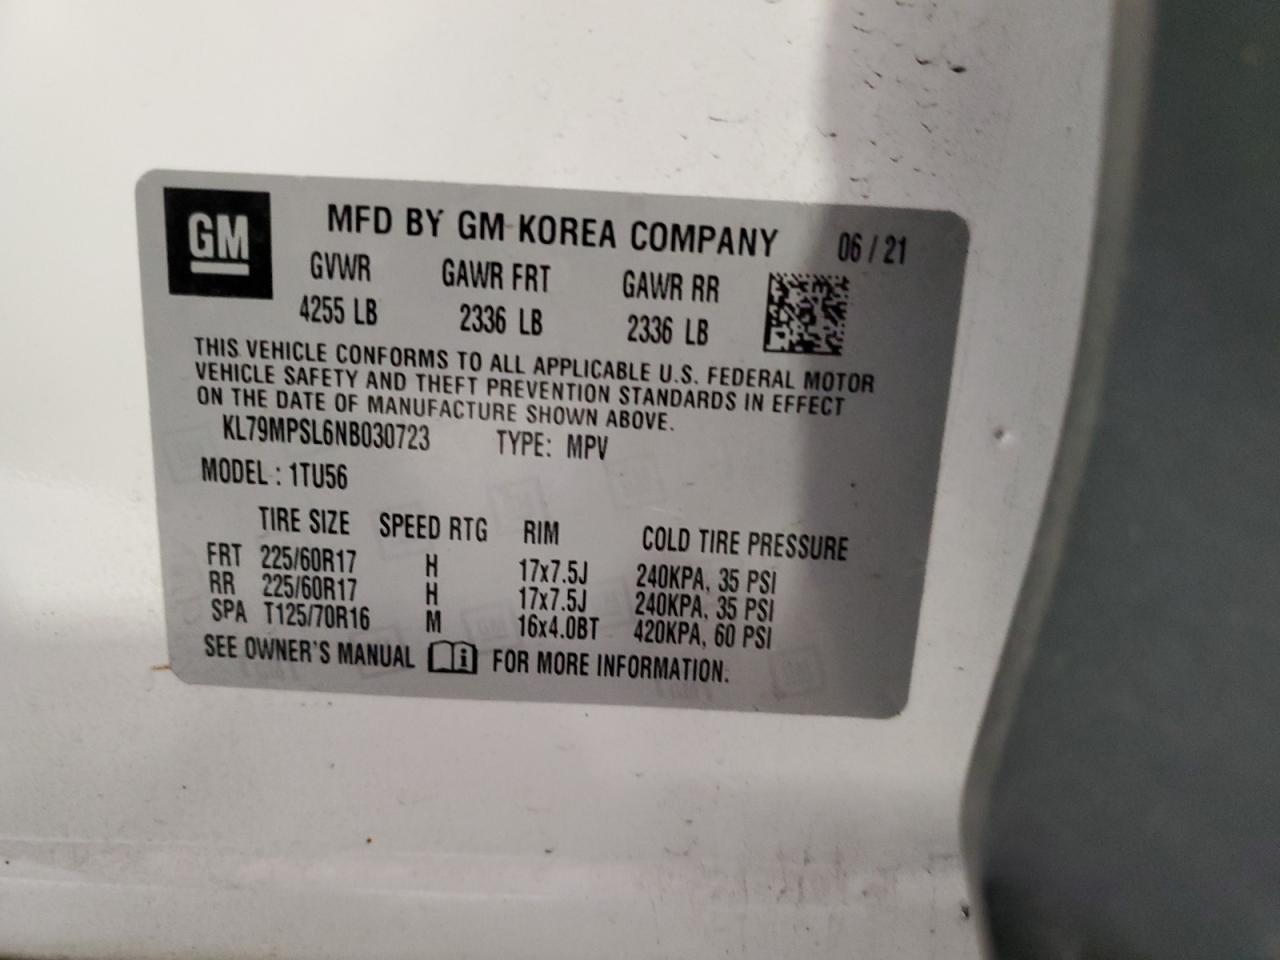 GM
MFD BY GM KOREA COMPANY 06 / 21
GVWR GAWR FRT GAWR RR
4255 LB 2336 LB 2336 LB
THIS VEHICLE CONFORMS TO ALL APPLICABLE U.S. FEDERAL MOTOR
VEHICLE SAFETY AND THEFT PREVENTION STANDARDS IN EFFECT
ON THE DATE OF MANUFACTURE SHOWN ABOVE.
KL79MPSL6NB030723 TYPE: MPV
MODEL : 1TU56
TIRE SIZE SPEED RTG RIM COLD TIRE PRESSURE
FRT 225/60R17 H 17x7.5J 240KPA, 35 PSI
RR 225/60R17 H 17x7.5J 240KPA, 35 PSI
SPA T125/70R16 M 16x4.0BT 420KPA, 60 PSI
SEE OWNER'S MANUAL i FOR MORE INFORMATION.